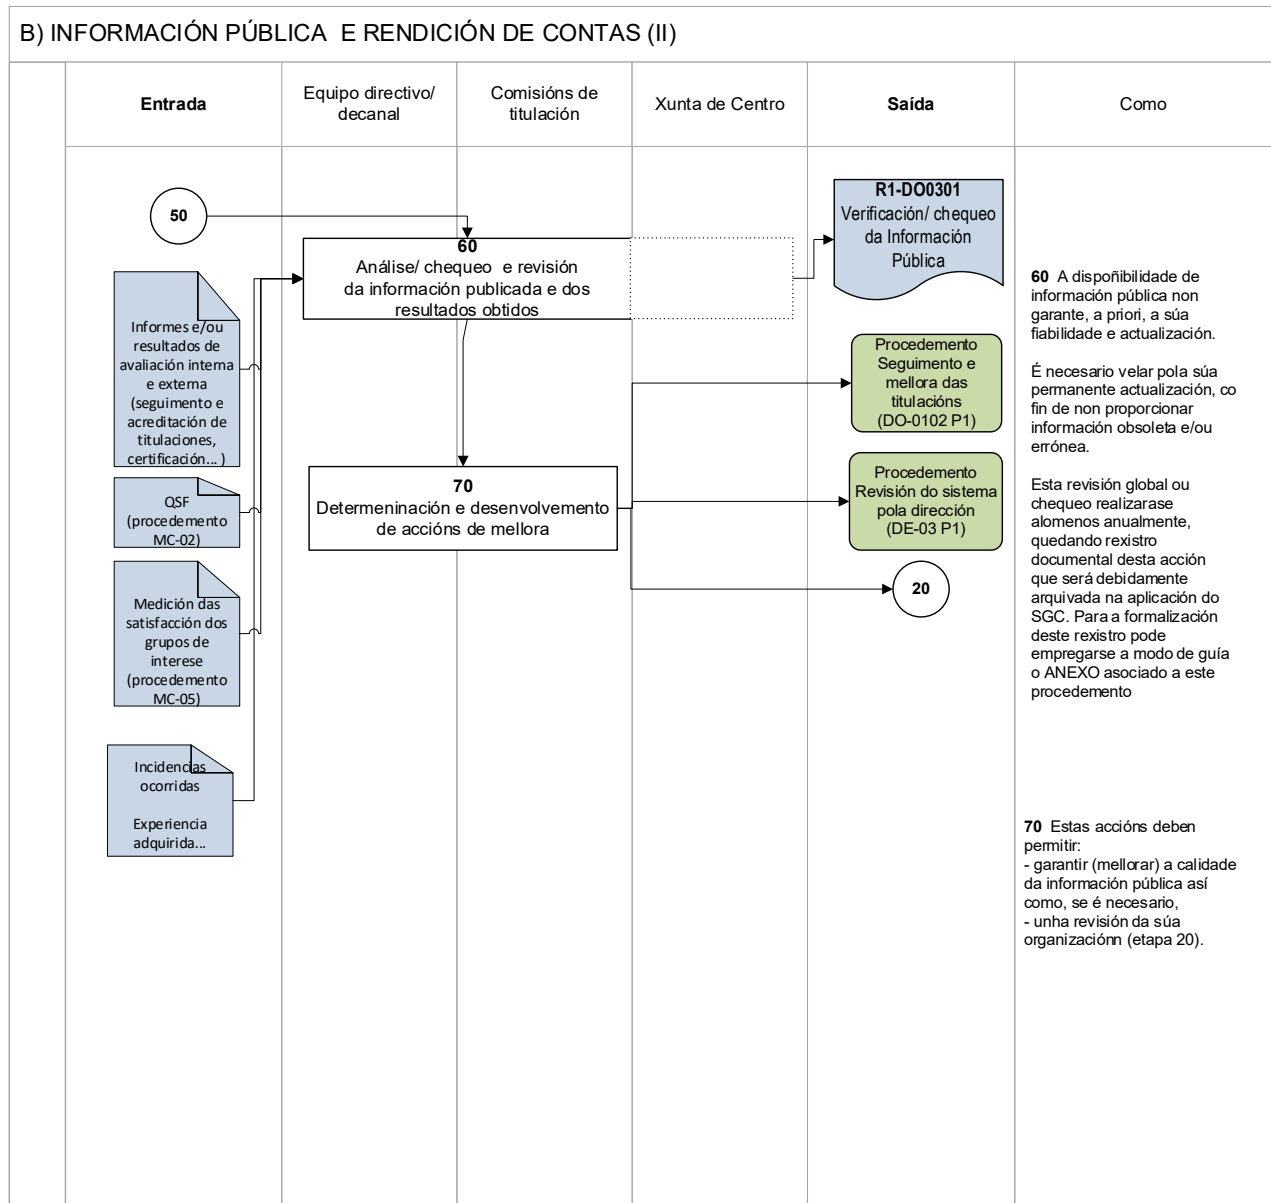 B) INFORMACIÓN PÚBLICA E RENDICIÓN DE CONTAS (II)
Entrada
Equipo directivo/
decanal
Comisións de
titulación
Xunta de Centro
Saída
Como
50
60
Análise/ chequeo e revisión
da información publicada e dos
resultados obtidos
R1-DO0301
Verificación/ chequeo
da Información
Pública
Informes e/ou
resultados de
avaliación interna
e externa
(seguimento e
acreditación de
titulaciones,
certificación... )
QSF
(procedemento
MC-02)
Medición das
satisfacción dos
grupos de
interese
(procedemento
MC-05)
Incidencias
ocorridas
Experiencia
adquirida...
70
Determeninación e desenvolvemento
de accións de mellora
Procedemento
Seguimento e
mellora das
titulacións
(DO-0102 P1)
Procedemento
Revisión do sistema
pola dirección
(DE-03 P1)
20
60 A dispoñibilidade de
información pública non
garante, a priori, a súa
fiabilidade e actualización.
É necesario velar pola súa
permanente actualización, co
fin de non proporcionar
información obsoleta e/ou
errónea.
Esta revisión global ou
chequeo realizarase
alomenos anualmente,
quedando rexistro
documental desta acción
que será debidamente
arquivada na aplicación do
SGC. Para a formalización
deste rexistro pode
empregarse a modo de guía
o ANEXO asociado a este
procedemento
70 Estas accións deben
permitir:
- garantir (mellorar) a calidade
da información pública así
como, se é necesario,
- unha revisión da súa
organizaciónn (etapa 20).